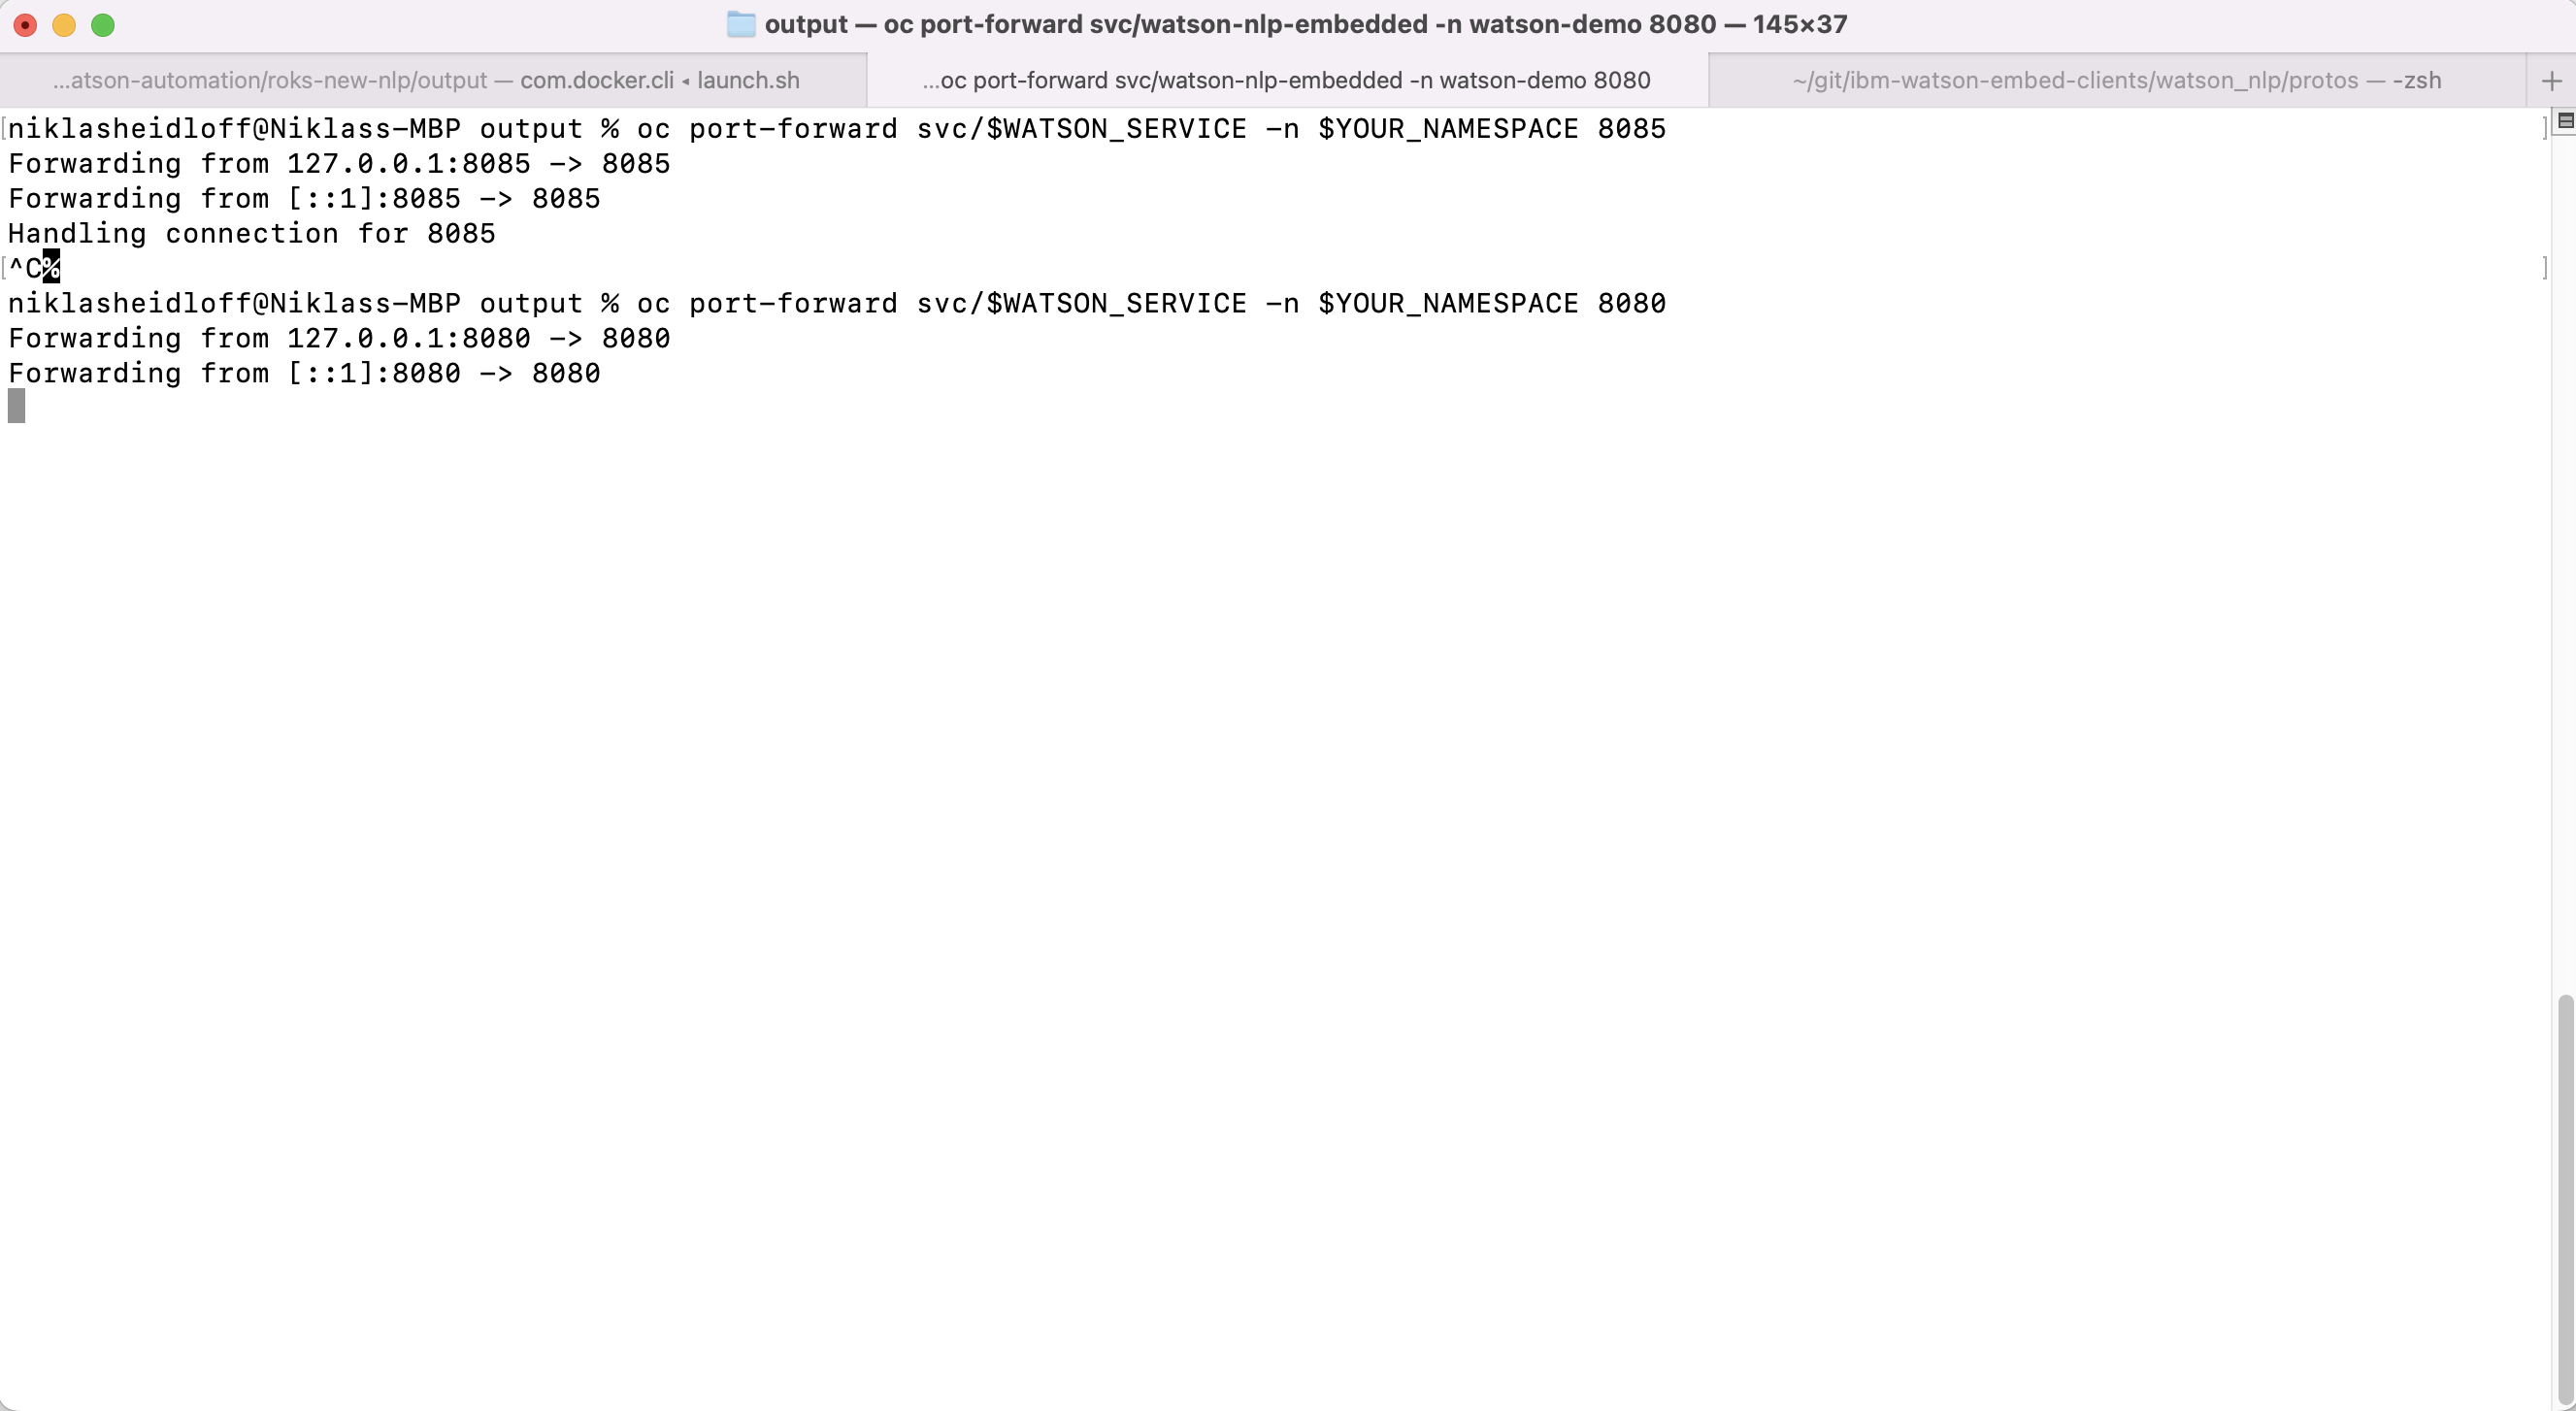 output — oc port-forward svc/watson-nlp-embedded -n watson-demo 8080 — 145×37
...atson-automation/roks-new-nlp/output — com.docker.cli ◂ launch.sh
...oc port-forward svc/watson-nlp-embedded -n watson-demo 8080
~/git/ibm-watson-embed-clients/watson_nlp/protos — -zsh
+
[niklasheidloff@Niklass-MBP output % oc port-forward svc/$WATSON_SERVICE -n $YOUR_NAMESPACE 8085 ]
Forwarding from 127.0.0.1:8085 -> 8085
Forwarding from [::1]:8085 -> 8085
Handling connection for 8085
[^C% ]
niklasheidloff@Niklass-MBP output % oc port-forward svc/$WATSON_SERVICE -n $YOUR_NAMESPACE 8080
Forwarding from 127.0.0.1:8080 -> 8080
Forwarding from [::1]:8080 -> 8080